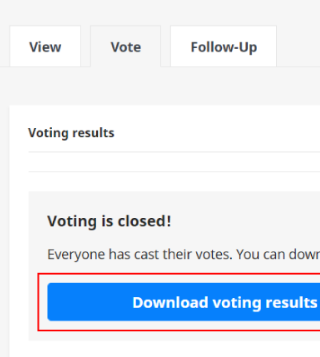 View Vote Follow-Up
Voting results
Voting is closed!
Everyone has cast their votes. You can down
Download voting results